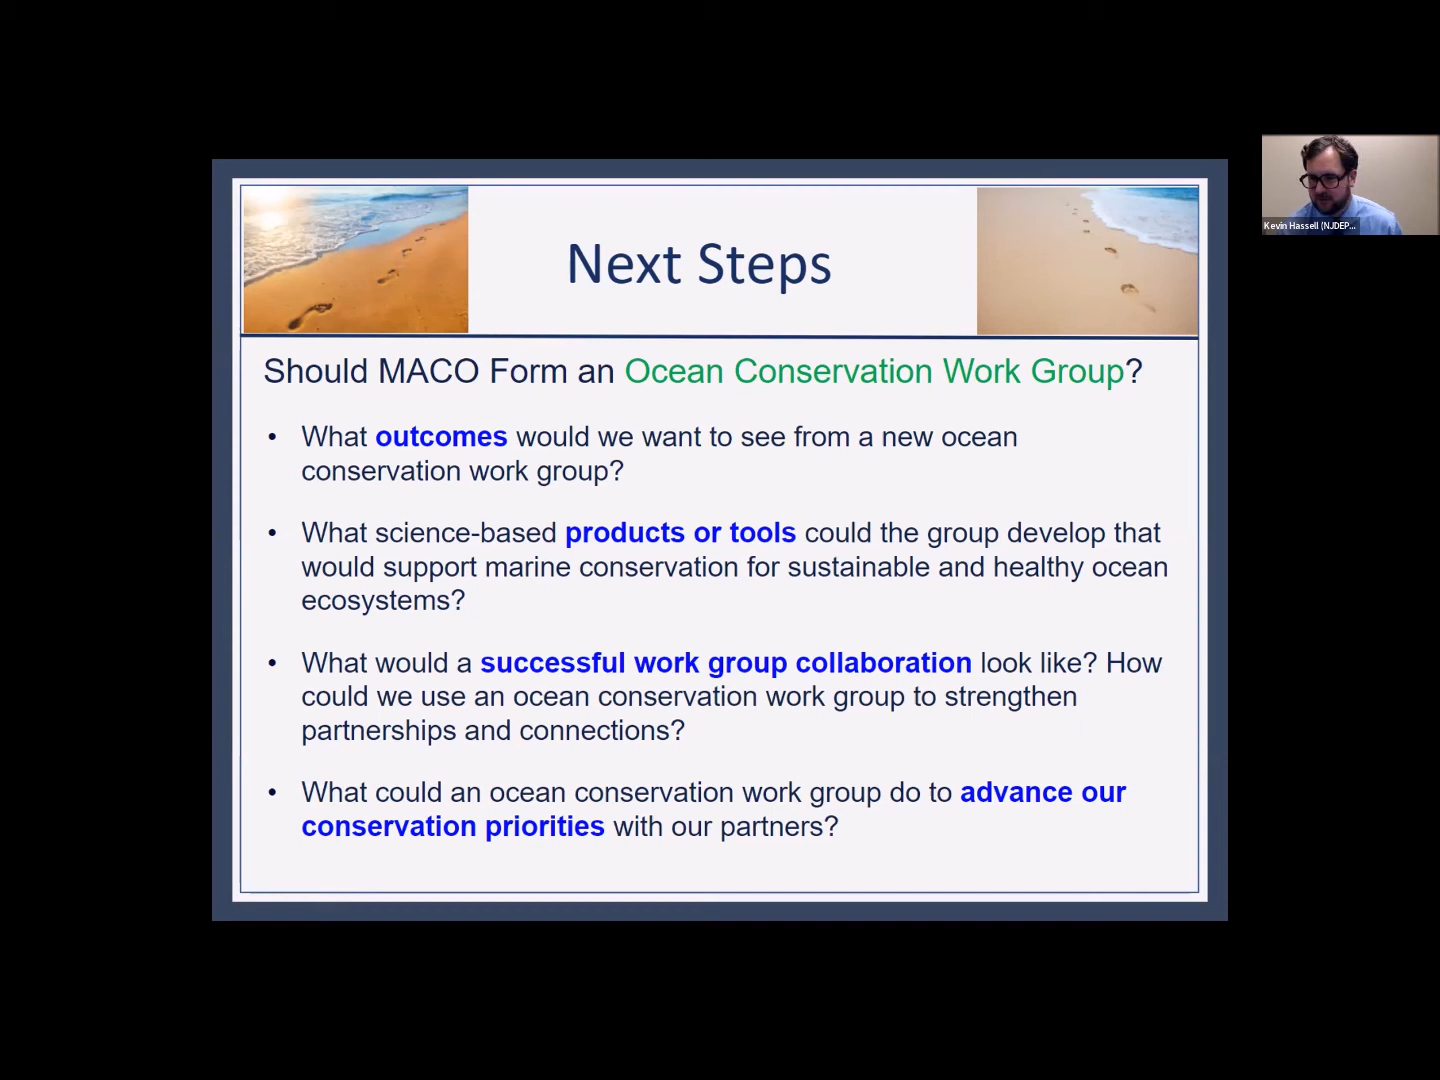 Next Steps
Kevin Hassell (NJDEP...
Should MACO Form an Ocean Conservation Work Group?
• What outcomes would we want to see from a new ocean
conservation work group?
• What science-based products or tools could the group develop that
would support marine conservation for sustainable and healthy ocean
ecosystems?
• What would a successful work group collaboration look like? How
could we use an ocean conservation work group to strengthen
partnerships and connections?
• What could an ocean conservation work group do to advance our
conservation priorities with our partners?